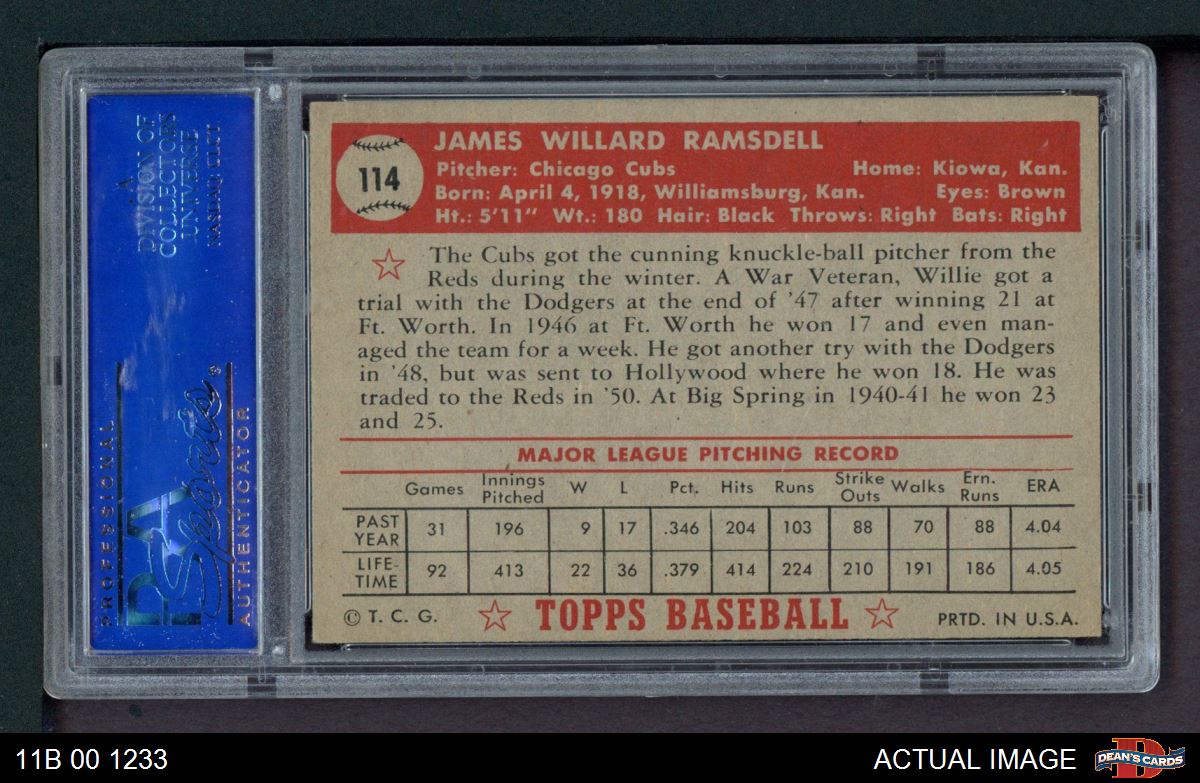 A
DIVISION OF
COLLECTORS
UNIVERSE
NASDAQ: CLCT
PROFESSIONAL
PSA
Sports
AUTHENTICATOR
114
JAMES WILLARD RAMSDELL
Pitcher: Chicago Cubs Home: Kiowa, Kan.
Born: April 4, 1918, Williamsburg, Kan. Eyes: Brown
Ht.: 5'11" Wt.: 180 Hair: Black Throws: Right Bats: Right
The Cubs got the cunning knuckle-ball pitcher from the
Reds during the winter. A War Veteran, Willie got a
trial with the Dodgers at the end of '47 after winning 21 at
Ft. Worth. In 1946 at Ft. Worth he won 17 and even man-
aged the team for a week. He got another try with the Dodgers
in '48, but was sent to Hollywood where he won 18. He was
traded to the Reds in '50. At Big Spring in 1940-41 he won 23
and 25.
MAJOR LEAGUE PITCHING RECORD
Games Innings Pitched W L Pct. Hits Runs Strike Outs Walks Ern. Runs ERA
PAST YEAR 31 196 9 17 .346 204 103 88 70 88 4.04
LIFE-TIME 92 413 22 36 .379 414 224 210 191 186 4.05
© T. C. G. TOPPS BASEBALL PRTD. IN U.S.A.
11B 00 1233 ACTUAL IMAGE DEAN'S CARDS